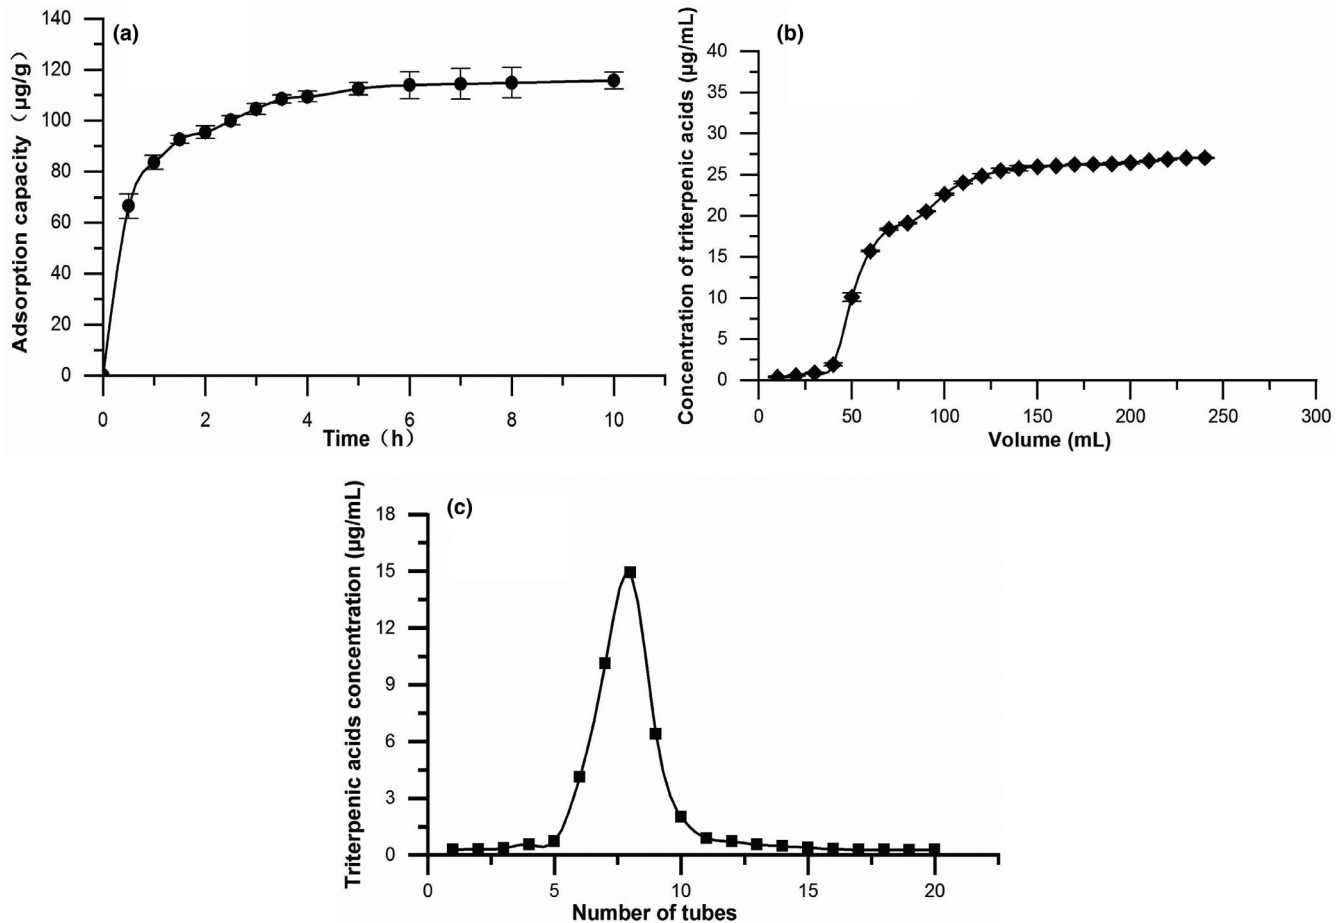 (a)
Adsorption capacity（μg/g）
140
120
100
80
60
40
20
0
0 2 4 6 8 10
Time（h）
(b)
Concentration of triterpenic acids (μg/mL)
40
35
30
25
20
15
10
5
0
0 50 100 150 200 250 300
Volume (mL)
(c)
Triterpenic acids concentration (μg/mL)
18
15
12
9
6
3
0
0 5 10 15 20
Number of tubes